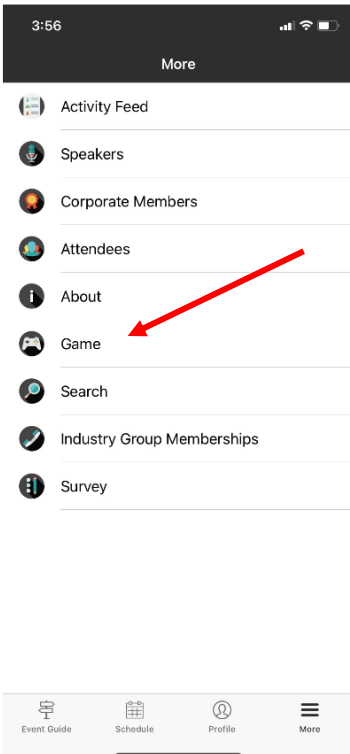 3:56
More
Activity Feed
Speakers
Corporate Members
Attendees
About
Game
Search
Industry Group Memberships
Survey
Event Guide
Schedule
Profile
More